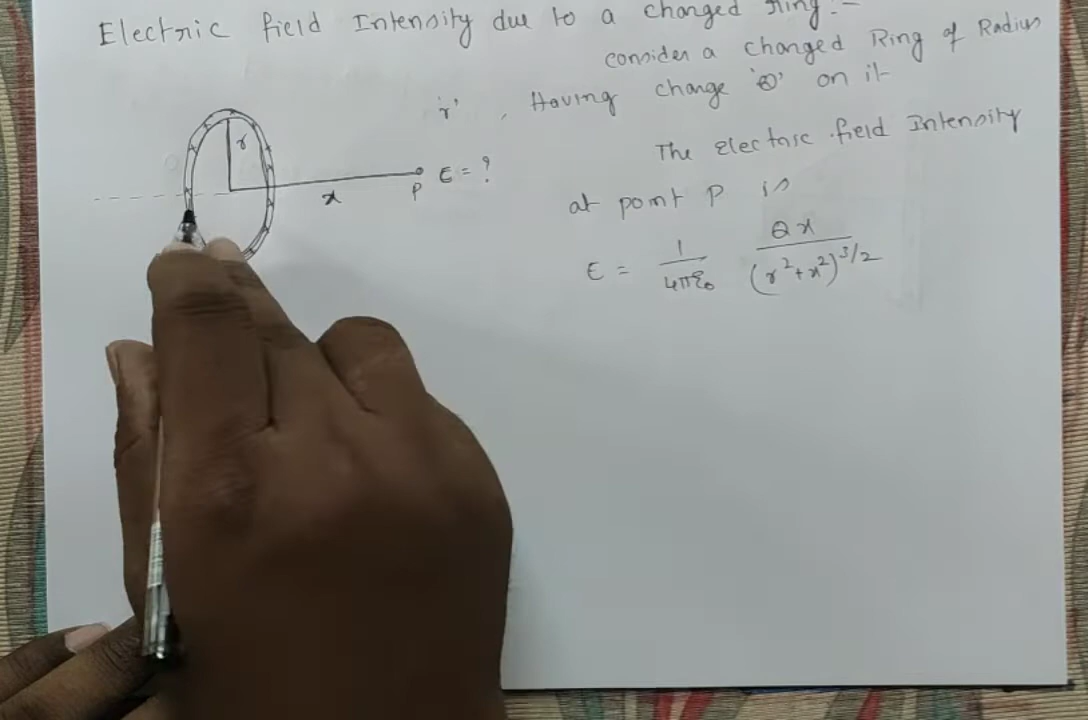 Electric field Intensity due to a charged Ring:-
consider a charged Ring of Radius
'r', Having charge 'Q' on it
The Electric field Intensity
at point P is
E = 1/4πε₀ Qx/(r²+x²)^3/2
r
x
P
E = ?